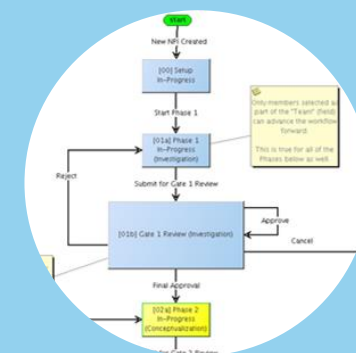 start
New NPI Created
[00] Setup
In-Progress
Start Phase 1
Only members selected as
part of the "Team" (field)
can advance the workflow
forward.
This is true for all of the
Phases below as well.
[01a] Phase 1
In-Progress
(Investigation)
Reject
Submit for Gate 1 Review
[01b] Gate 1 Review (Investigation)
Approve
Cancel
Final Approval
[02a] Phase 2
In-Progress
(Conceptualization)